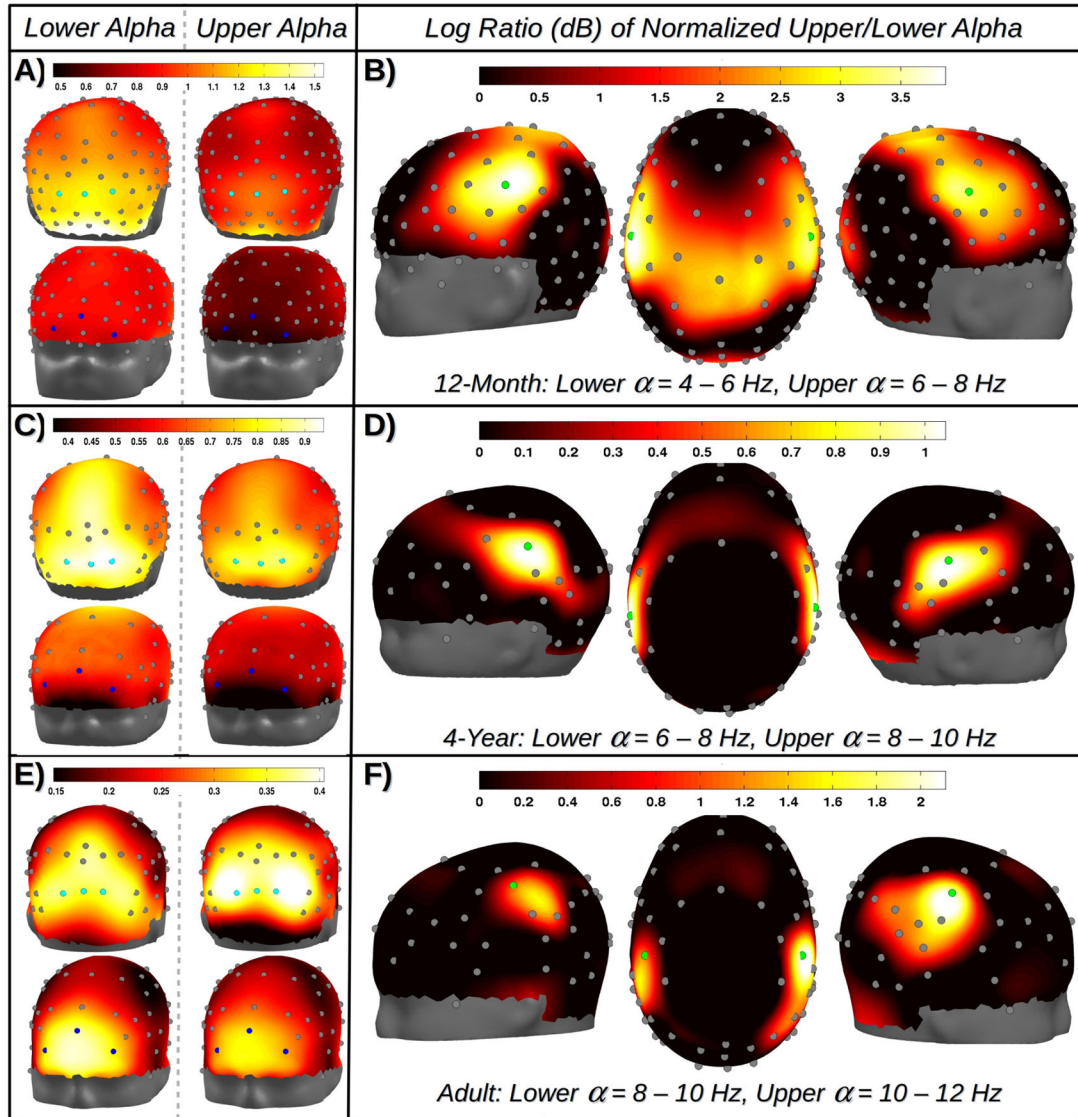 Lower Alpha Upper Alpha Log Ratio (dB) of Normalized Upper/Lower Alpha
A)
0.5 0.6 0.7 0.8 0.9 1 1.1 1.2 1.3 1.4 1.5
B)
0 0.5 1 1.5 2 2.5 3 3.5
12-Month: Lower α = 4 – 6 Hz, Upper α = 6 – 8 Hz
C)
0.4 0.45 0.5 0.55 0.6 0.65 0.7 0.75 0.8 0.85 0.9
D)
0 0.1 0.2 0.3 0.4 0.5 0.6 0.7 0.8 0.9 1
4-Year: Lower α = 6 – 8 Hz, Upper α = 8 – 10 Hz
E)
0.15 0.2 0.25 0.3 0.35 0.4
F)
0 0.2 0.4 0.6 0.8 1 1.2 1.4 1.6 1.8 2
Adult: Lower α = 8 – 10 Hz, Upper α = 10 – 12 Hz